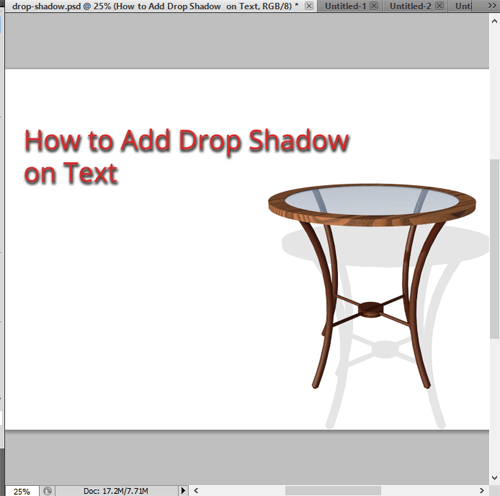 drop-shadow.psd @ 25% (How to Add Drop Shadow  on Text, RGB/8) * Untitled-1 Untitled-2 Unti
How to Add Drop Shadow
on Text
25% Doc: 17.2M/7.71M